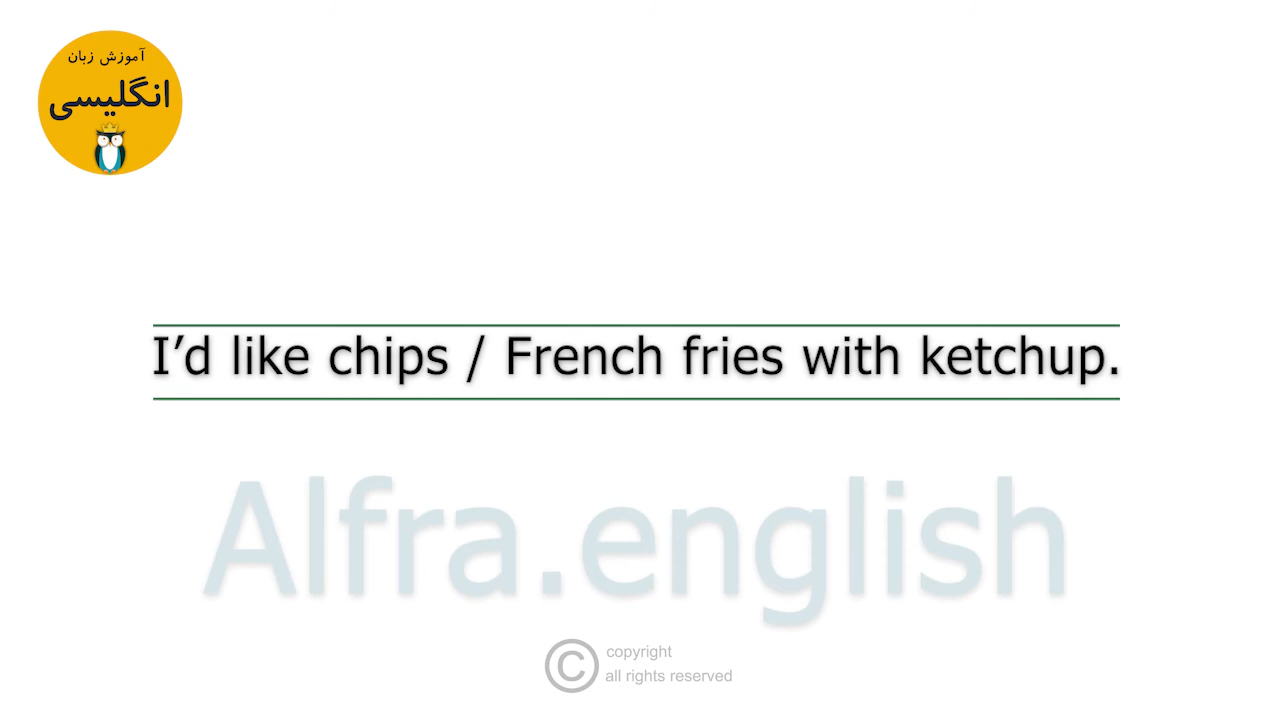 آموزش زبان
انگلیسی
I’d like chips / French fries with ketchup.
Alfra.english
© copyright
all rights reserved